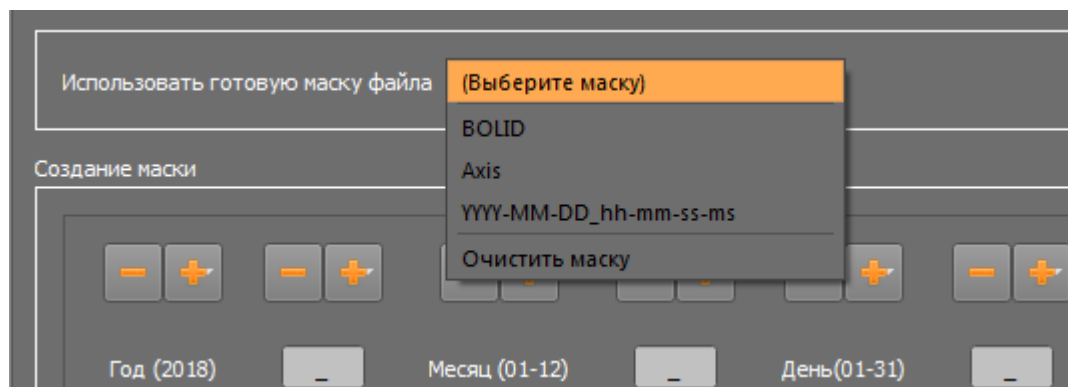 Использовать готовую маску файла (Выберите маску)
BOLID
Axis
YYYY-MM-DD_hh-mm-ss-ms
Очистить маску
Создание маски
Год (2018) _ Месяц (01-12) _ День(01-31) _